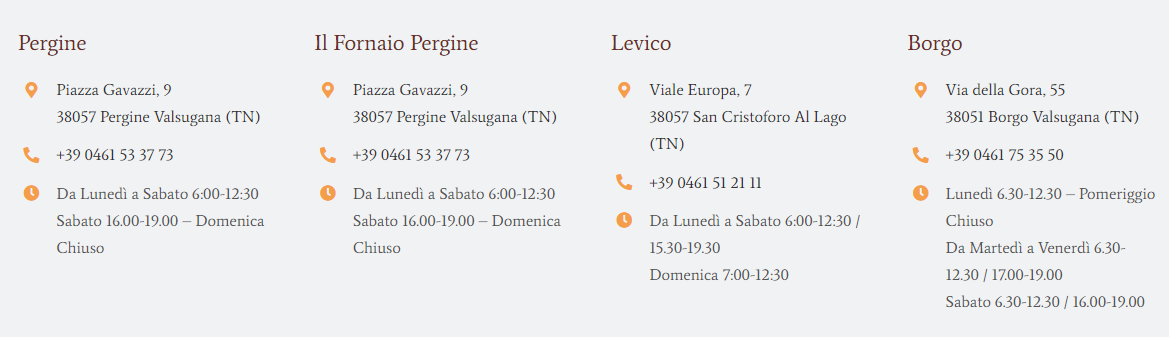 Pergine
Piazza Gavazzi, 9
38057 Pergine Valsugana (TN)
+39 0461 53 37 73
Da Lunedì a Sabato 6:00-12:30
Sabato 16.00-19.00 – Domenica
Chiuso
Il Fornaio Pergine
Piazza Gavazzi, 9
38057 Pergine Valsugana (TN)
+39 0461 53 37 73
Da Lunedì a Sabato 6:00-12:30
Sabato 16.00-19.00 – Domenica
Chiuso
Levico
Viale Europa, 7
38057 San Cristoforo Al Lago
(TN)
+39 0461 51 21 11
Da Lunedì a Sabato 6:00-12:30 /
15.30-19.30
Domenica 7:00-12:30
Borgo
Via della Gora, 55
38051 Borgo Valsugana (TN)
+39 0461 75 35 50
Lunedì 6.30-12.30 – Pomeriggio
Chiuso
Da Martedì a Venerdì 6.30-
12.30 / 17.00-19.00
Sabato 6.30-12.30 / 16.00-19.00